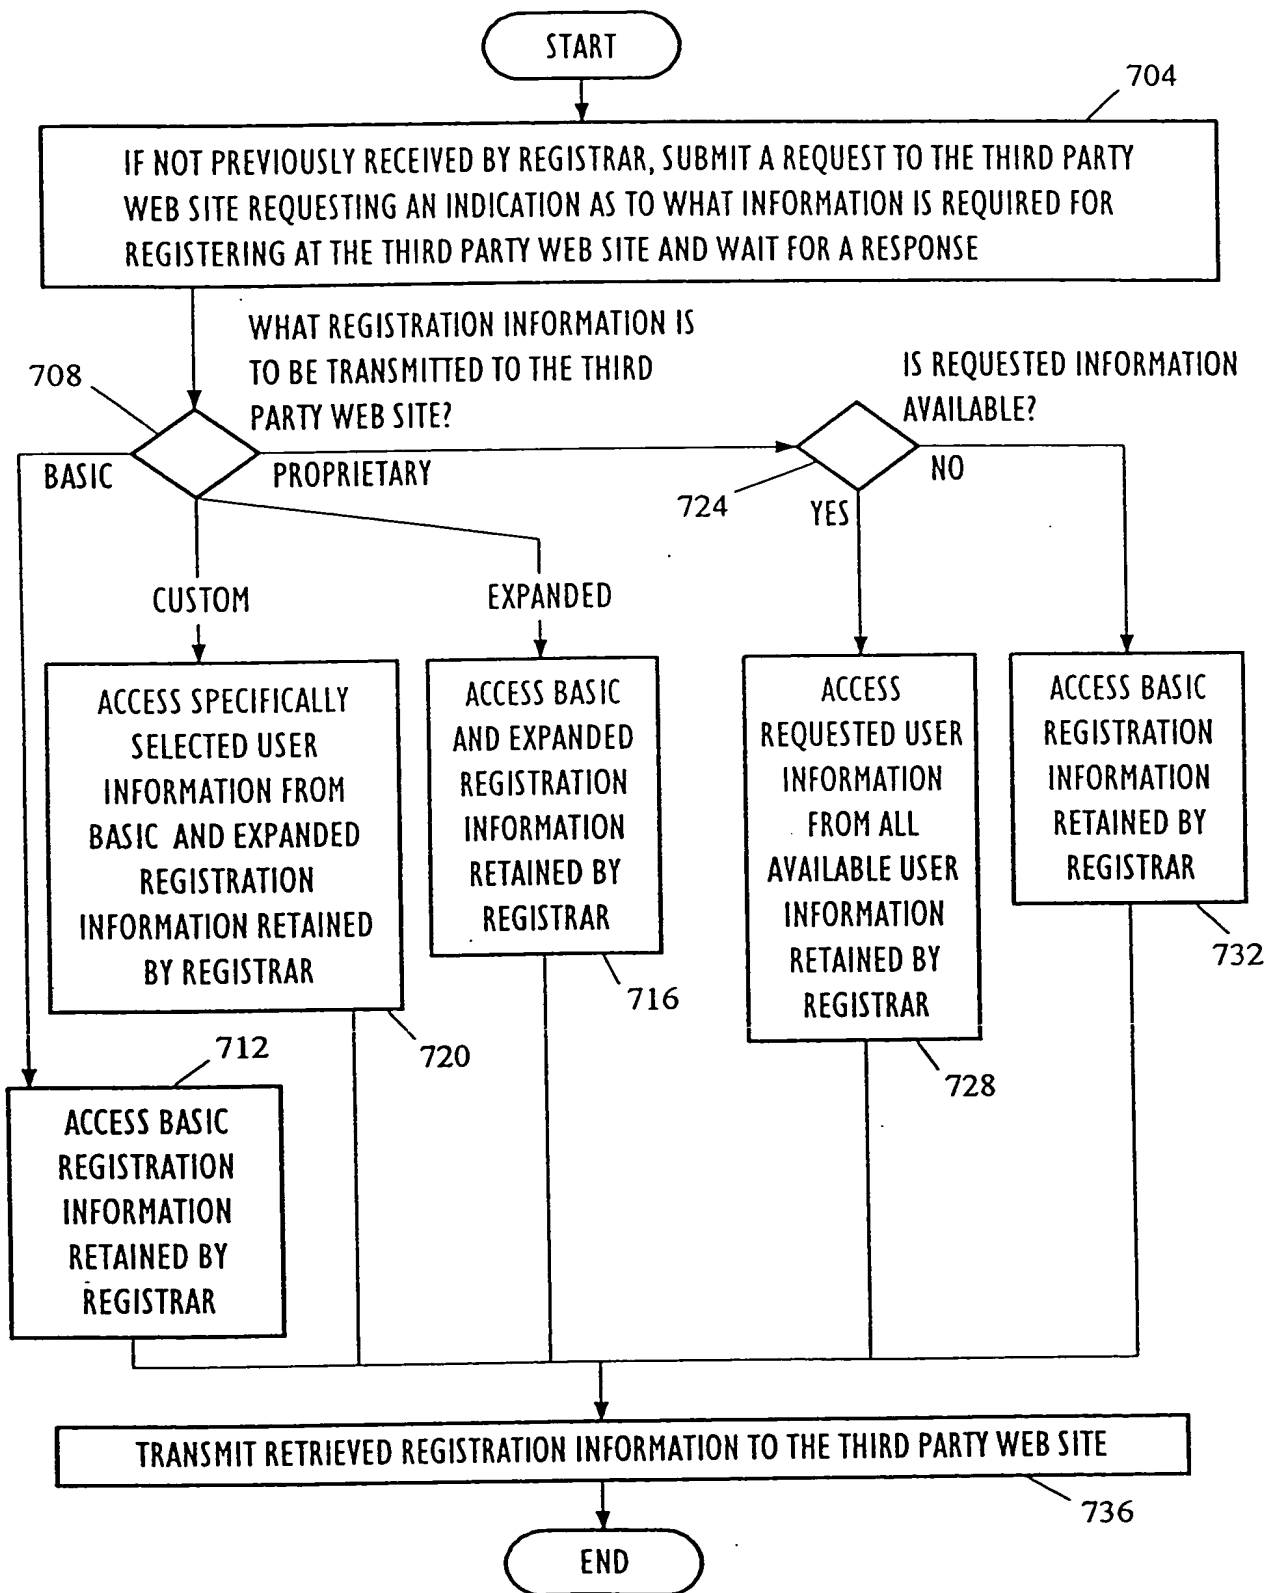 START
704
IF NOT PREVIOUSLY RECEIVED BY REGISTRAR, SUBMIT A REQUEST TO THE THIRD PARTY
WEB SITE REQUESTING AN INDICATION AS TO WHAT INFORMATION IS REQUIRED FOR
REGISTERING AT THE THIRD PARTY WEB SITE AND WAIT FOR A RESPONSE
WHAT REGISTRATION INFORMATION IS
TO BE TRANSMITTED TO THE THIRD
PARTY WEB SITE?
708
IS REQUESTED INFORMATION
AVAILABLE?
BASIC
PROPRIETARY
724
YES
NO
CUSTOM
EXPANDED
ACCESS SPECIFICALLY
SELECTED USER
INFORMATION FROM
BASIC AND EXPANDED
REGISTRATION
INFORMATION RETAINED
BY REGISTRAR
720
ACCESS BASIC
AND EXPANDED
REGISTRATION
INFORMATION
RETAINED BY
REGISTRAR
716
ACCESS
REQUESTED USER
INFORMATION
FROM ALL
AVAILABLE USER
INFORMATION
RETAINED BY
REGISTRAR
728
ACCESS BASIC
REGISTRATION
INFORMATION
RETAINED BY
REGISTRAR
732
712
ACCESS BASIC
REGISTRATION
INFORMATION
RETAINED BY
REGISTRAR
TRANSMIT RETRIEVED REGISTRATION INFORMATION TO THE THIRD PARTY WEB SITE
736
END